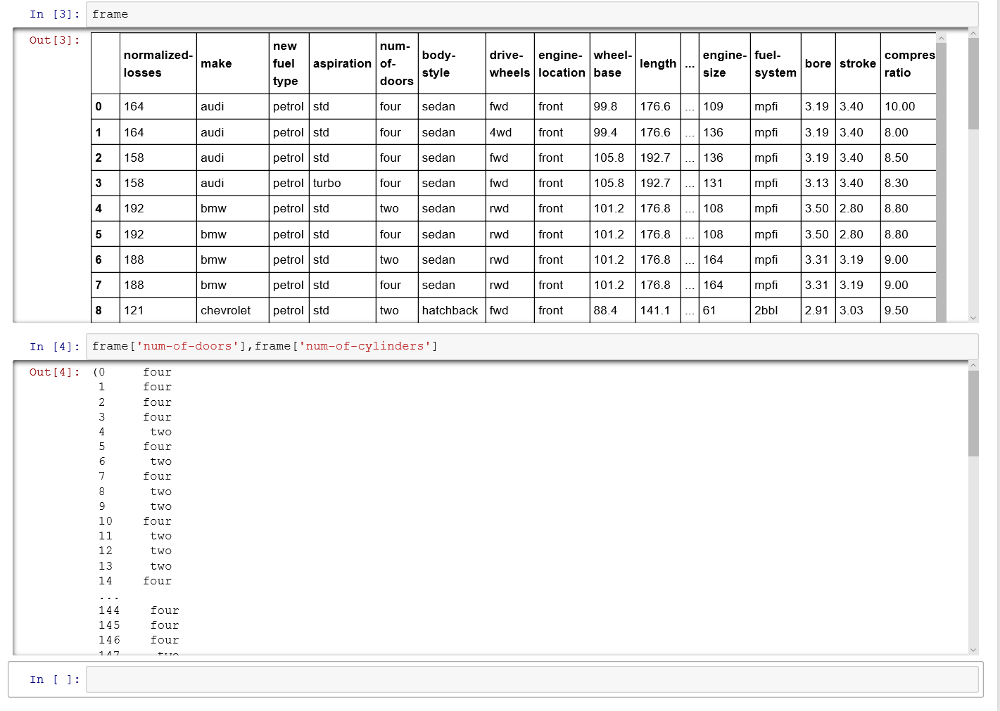 In [3]: frame
Out[3]:
normalized-losses make new fuel type aspiration num-of-doors body-style drive-wheels engine-location wheel-base length ... engine-size fuel-system bore stroke compres ratio
0 164 audi petrol std four sedan fwd front 99.8 176.6 ... 109 mpfi 3.19 3.40 10.00
1 164 audi petrol std four sedan 4wd front 99.4 176.6 ... 136 mpfi 3.19 3.40 8.00
2 158 audi petrol std four sedan fwd front 105.8 192.7 ... 136 mpfi 3.19 3.40 8.50
3 158 audi petrol turbo four sedan fwd front 105.8 192.7 ... 131 mpfi 3.13 3.40 8.30
4 192 bmw petrol std two sedan rwd front 101.2 176.8 ... 108 mpfi 3.50 2.80 8.80
5 192 bmw petrol std four sedan rwd front 101.2 176.8 ... 108 mpfi 3.50 2.80 8.80
6 188 bmw petrol std two sedan rwd front 101.2 176.8 ... 164 mpfi 3.31 3.19 9.00
7 188 bmw petrol std four sedan rwd front 101.2 176.8 ... 164 mpfi 3.31 3.19 9.00
8 121 chevrolet petrol std two hatchback fwd front 88.4 141.1 ... 61 2bbl 2.91 3.03 9.50
In [4]: frame['num-of-doors'],frame['num-of-cylinders']
Out[4]: (0 four
1 four
2 four
3 four
4 two
5 four
6 two
7 four
8 two
9 two
10 four
11 two
12 two
13 two
14 four
...
144 four
145 four
146 four
147 two
In [ ]: